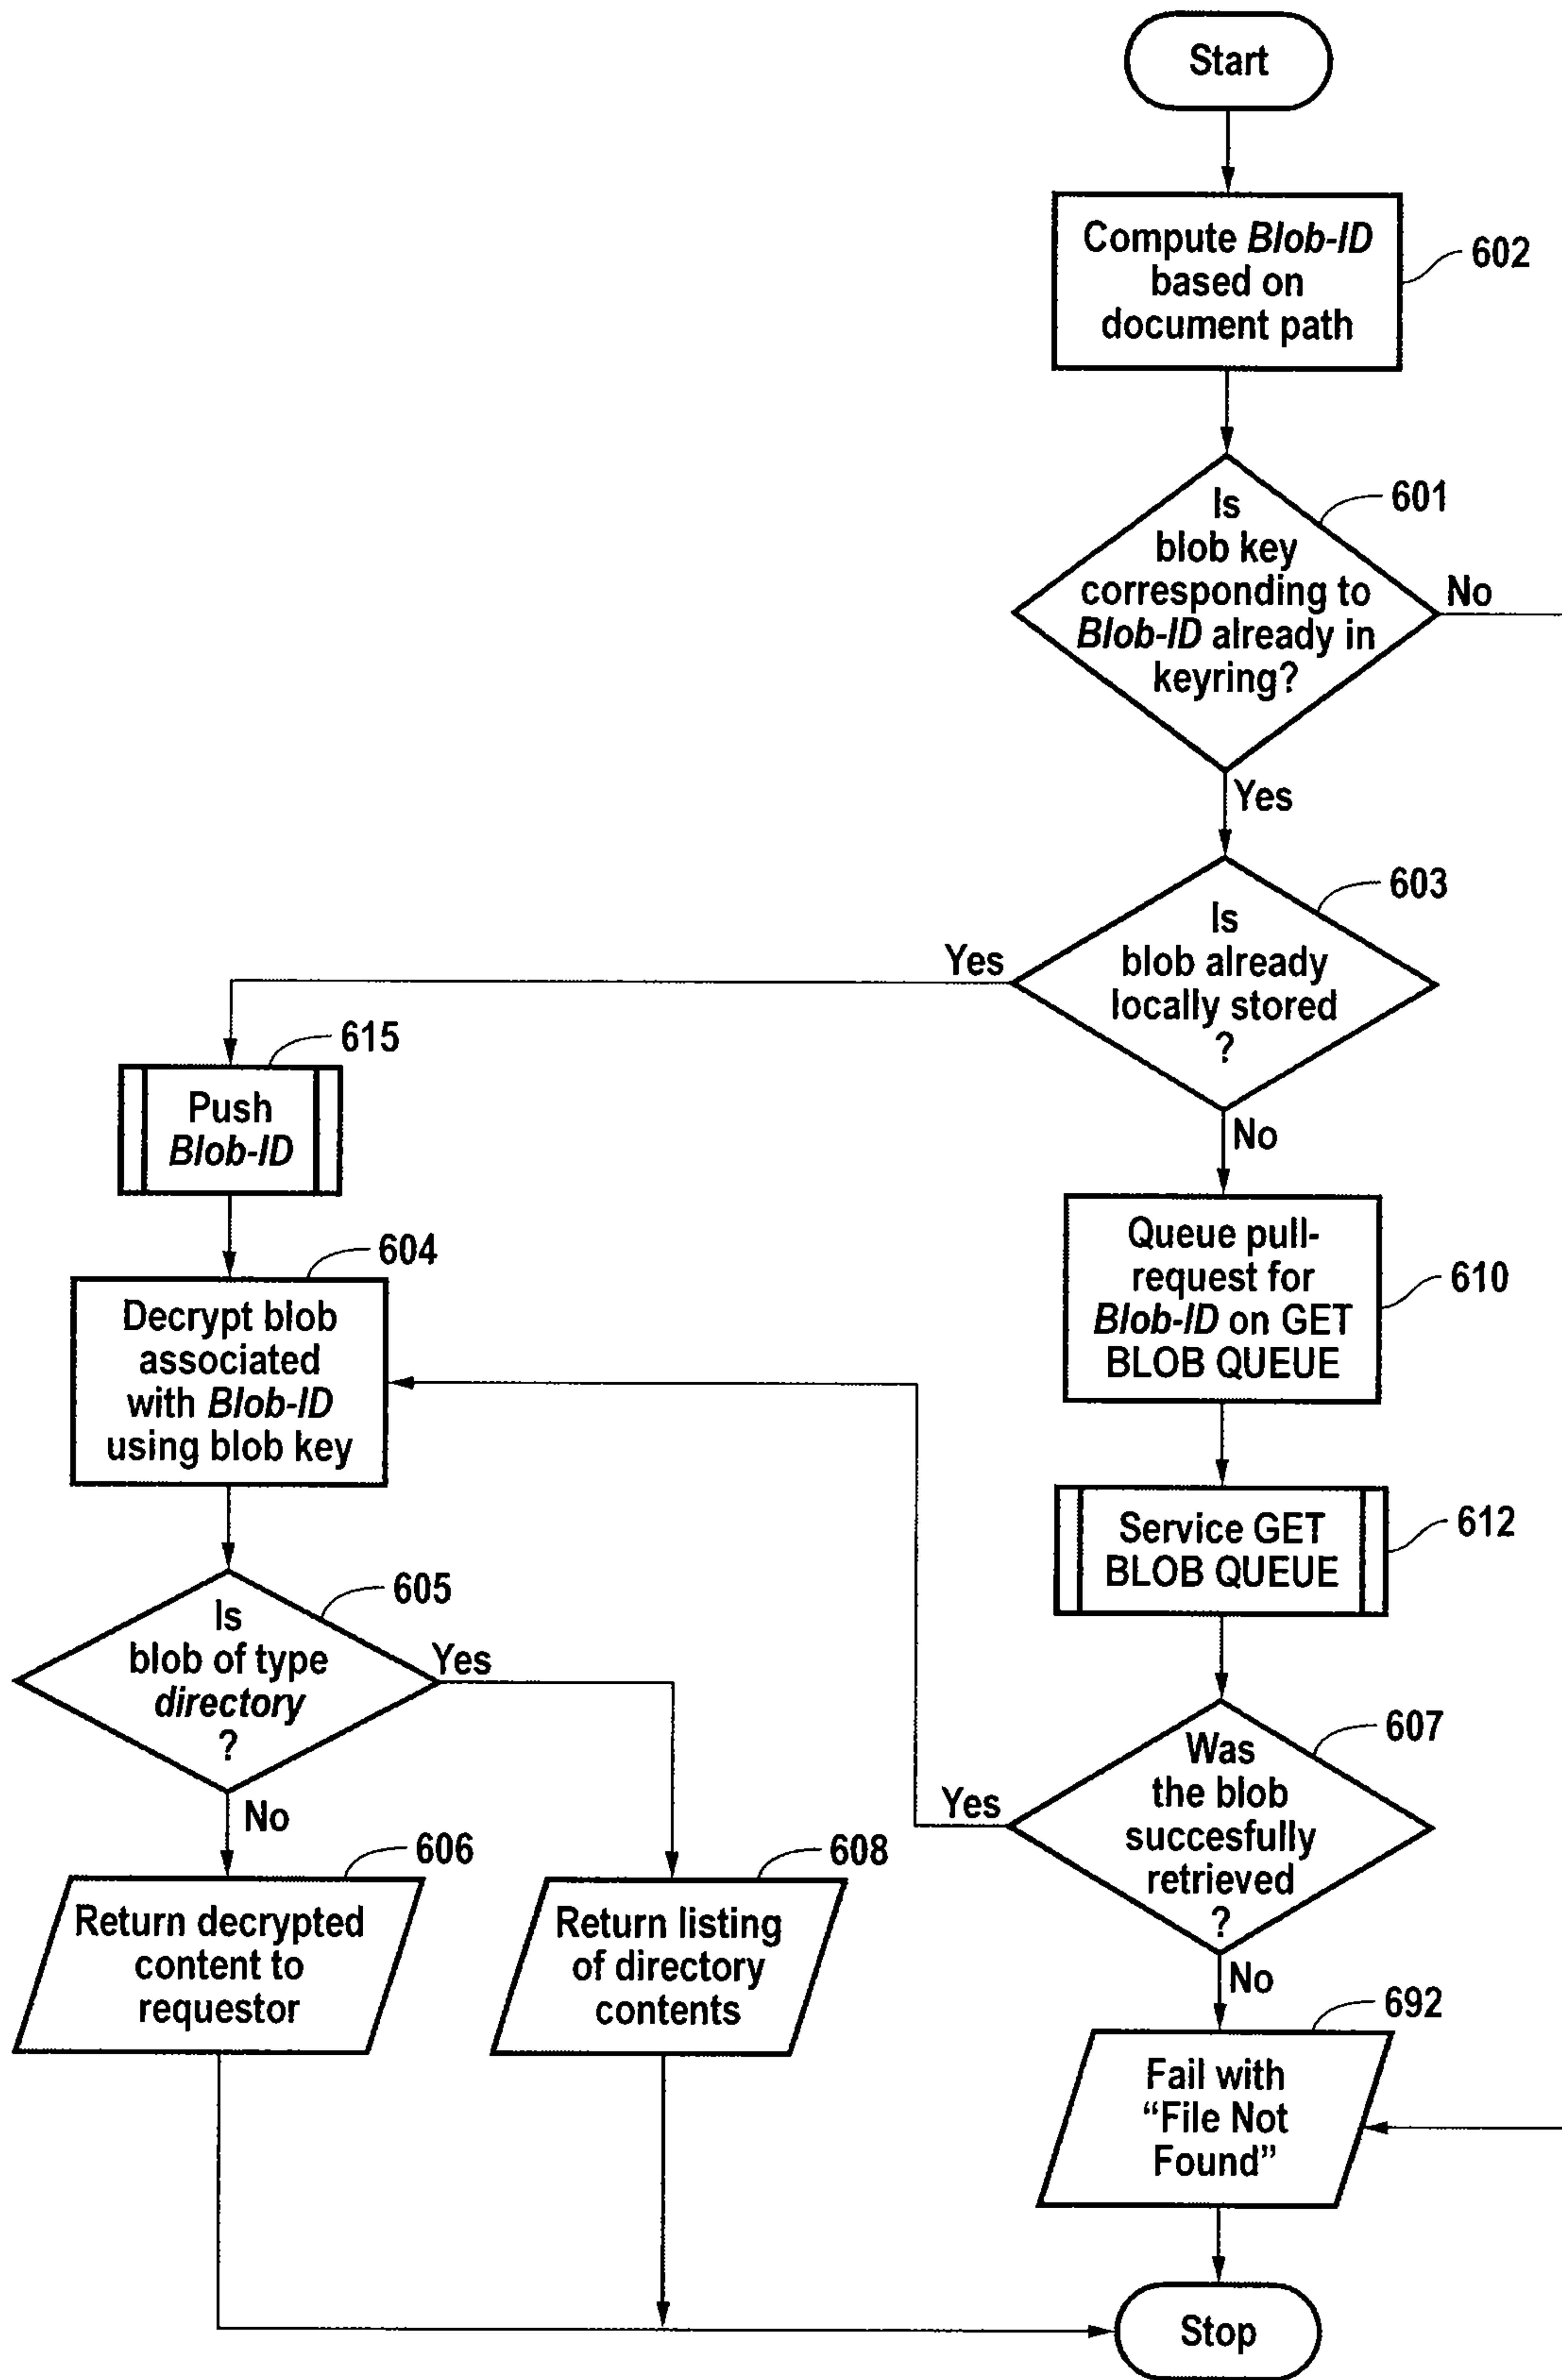 Start
Compute Blob-ID
based on
document path
602
Is
blob key
corresponding to
Blob-ID already in
keyring?
601
No
Yes
Is
blob already
locally stored
?
603
Yes
No
Push
Blob-ID
615
Decrypt blob
associated
with Blob-ID
using blob key
604
Queue pull-
request for
Blob-ID on GET
BLOB QUEUE
610
Service GET
BLOB QUEUE
612
Is
blob of type
directory
?
605
Yes
No
Was
the blob
succesfully
retrieved
?
607
Yes
No
Return decrypted
content to
requestor
606
Return listing
of directory
contents
608
Fail with
“File Not
Found”
692
Stop